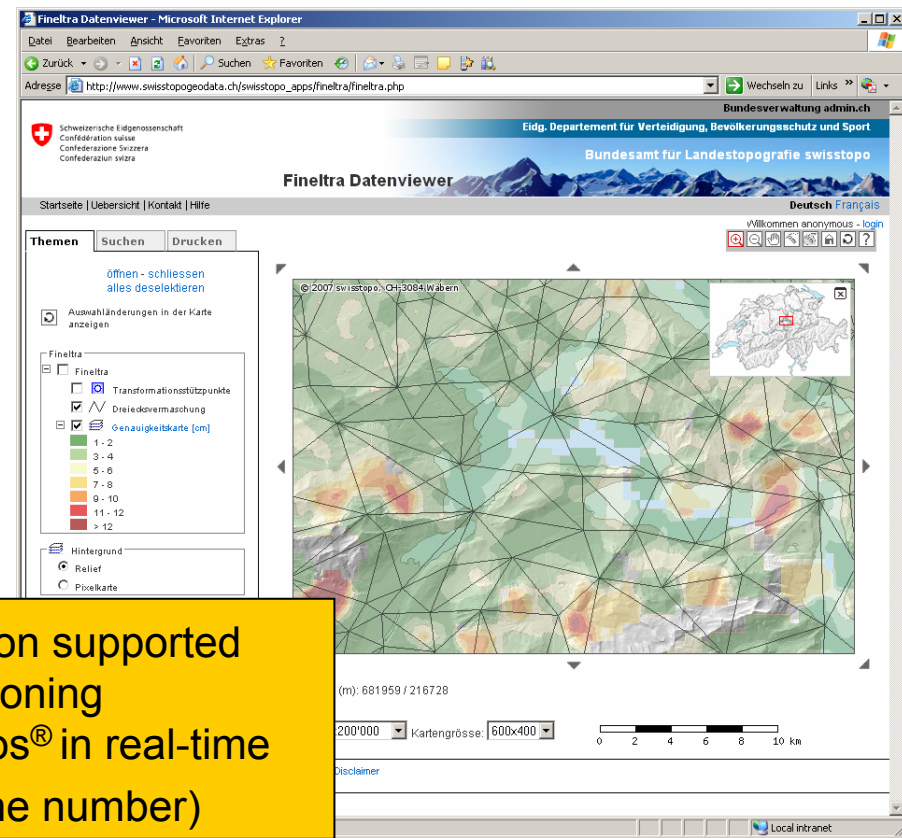 Fineltra Datenviewer - Microsoft Internet Explorer
Datei Bearbeiten Ansicht Favoriten Extras ?
Zurück Suchen Favoriten
Adresse http://www.swisstopogeodata.ch/swisstopo_apps/fineltra/fineltra.php Wechseln zu Links »
Bundesverwaltung admin.ch
Schweizerische Eidgenossenschaft
Confédération suisse
Confederazione Svizzera
Confederaziun svizra
Eidg. Departement für Verteidigung, Bevölkerungsschutz und Sport
Bundesamt für Landestopografie swisstopo
Fineltra Datenviewer
Startseite | Uebersicht | Kontakt | Hilfe
Deutsch Français
Willkommen anonymous - login
Themen Suchen Drucken
öffnen - schliessen
alles deselektieren
Auswahländerungen in der Karte
anzeigen
Fineltra
Fineltra
Transformationsstützpunkte
Dreiecksvermaschung
Genauigkeitskarte [cm]
1 - 2
3 - 4
5 - 6
7 - 8
9 - 10
11 - 12
> 12
Hintergrund
Relief
Pixelkarte
© 2007 swisstopo, CH-3084 Wabern
on supported
oning
os® in real-time
ne number)
(m): 681959 / 216728
200'000 Kartengrösse: 600x400
0 2 4 6 8 10 km
Disclaimer
Local intranet